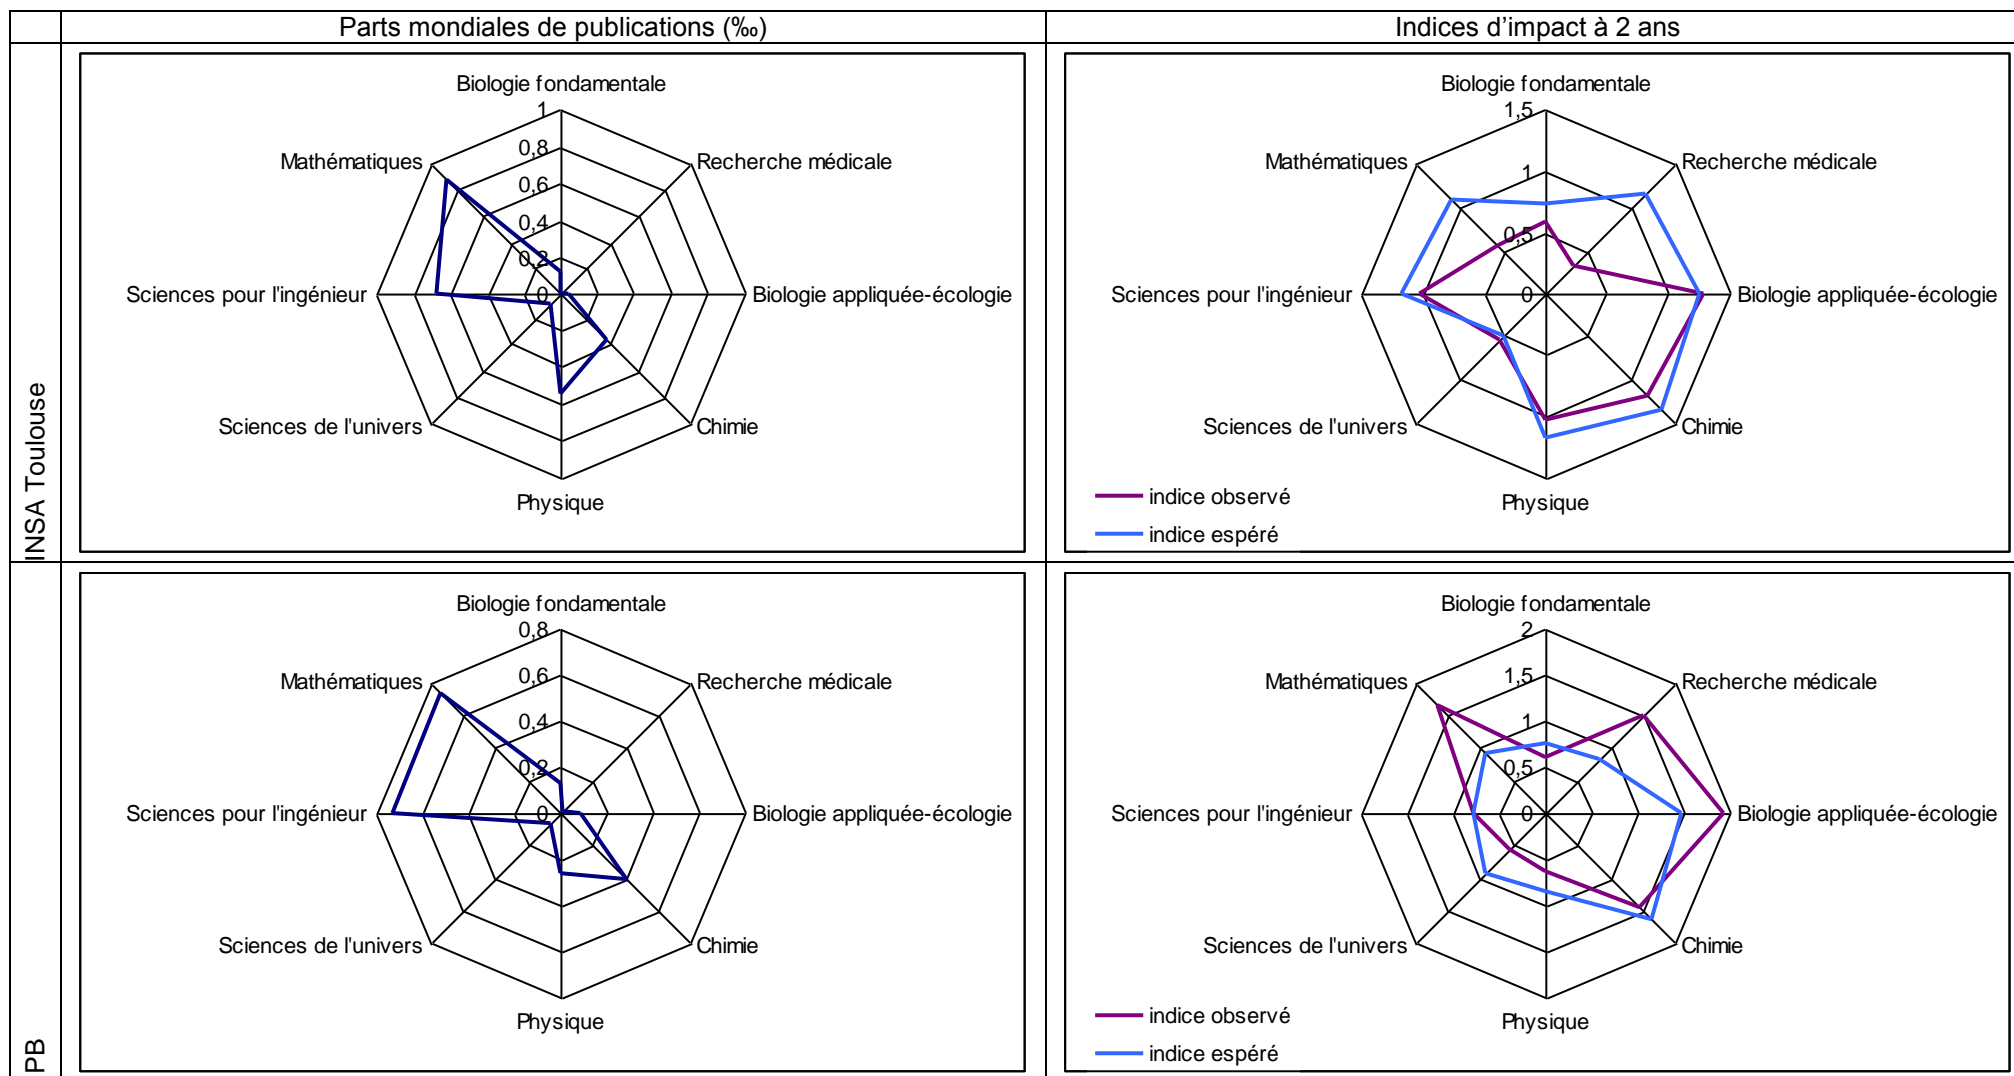 Parts mondiales de publications (‰)
Indices d'impact à 2 ans
INSA Toulouse
Biologie fondamentale
1
0,8
0,6
0,4
0,2
0
Mathématiques
Recherche médicale
Sciences pour l'ingénieur
Biologie appliquée-écologie
Sciences de l'univers
Chimie
Physique
Biologie fondamentale
1,5
1
0,5
0
Mathématiques
Recherche médicale
Sciences pour l'ingénieur
Biologie appliquée-écologie
Sciences de l'univers
Chimie
Physique
indice observé
indice espéré
PB
Biologie fondamentale
0,8
0,6
0,4
0,2
0
Mathématiques
Recherche médicale
Sciences pour l'ingénieur
Biologie appliquée-écologie
Sciences de l'univers
Chimie
Physique
Biologie fondamentale
2
1,5
1
0,5
0
Mathématiques
Recherche médicale
Sciences pour l'ingénieur
Biologie appliquée-écologie
Sciences de l'univers
Chimie
Physique
indice observé
indice espéré